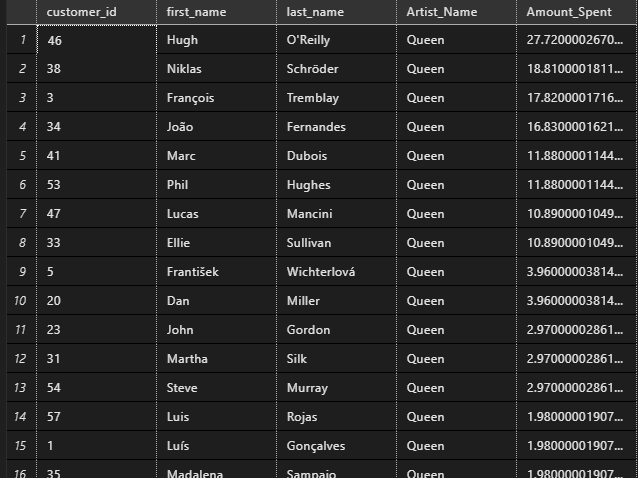 customer_id first_name last_name Artist_Name Amount_Spent
1 46 Hugh O'Reilly Queen 27.7200002670...
2 38 Niklas Schröder Queen 18.8100001811...
3 3 François Tremblay Queen 17.8200001716...
4 34 João Fernandes Queen 16.8300001621...
5 41 Marc Dubois Queen 11.8800001144...
6 53 Phil Hughes Queen 11.8800001144...
7 47 Lucas Mancini Queen 10.8900001049...
8 33 Ellie Sullivan Queen 10.8900001049...
9 5 František Wichterlová Queen 3.96000003814...
10 20 Dan Miller Queen 3.96000003814...
11 23 John Gordon Queen 2.97000002861...
12 31 Martha Silk Queen 2.97000002861...
13 54 Steve Murray Queen 2.97000002861...
14 57 Luis Rojas Queen 1.98000001907...
15 1 Luís Gonçalves Queen 1.98000001907...
16 35 Madalena Sampaio Queen 1.98000001907...